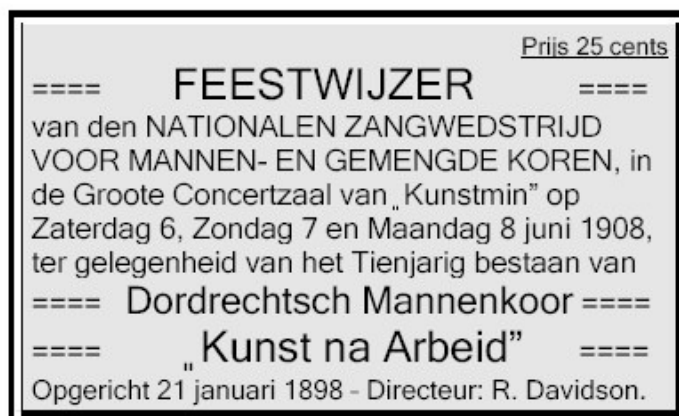 Prijs 25 cents
==== FEESTWIJZER ====
van den NATIONALEN ZANGWEDSTRIJD
VOOR MANNEN- EN GEMENGDE KOREN, in
de Groote Concertzaal van „Kunstmin” op
Zaterdag 6, Zondag 7 en Maandag 8 juni 1908,
ter gelegenheid van het Tienjarig bestaan van
==== Dordrechtsch Mannenkoor ====
==== „Kunst na Arbeid” ====
Opgericht 21 januari 1898 - Directeur: R. Davidson.